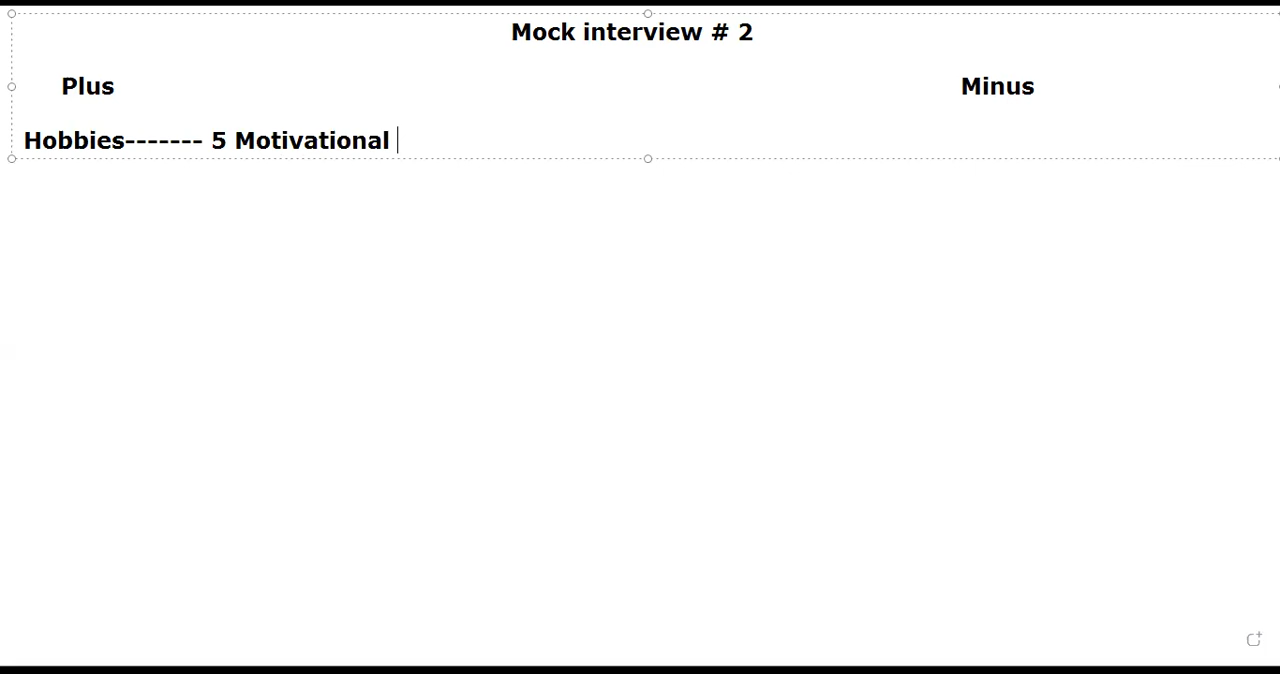 Mock interview # 2
Plus Minus
Hobbies------- 5 Motivational